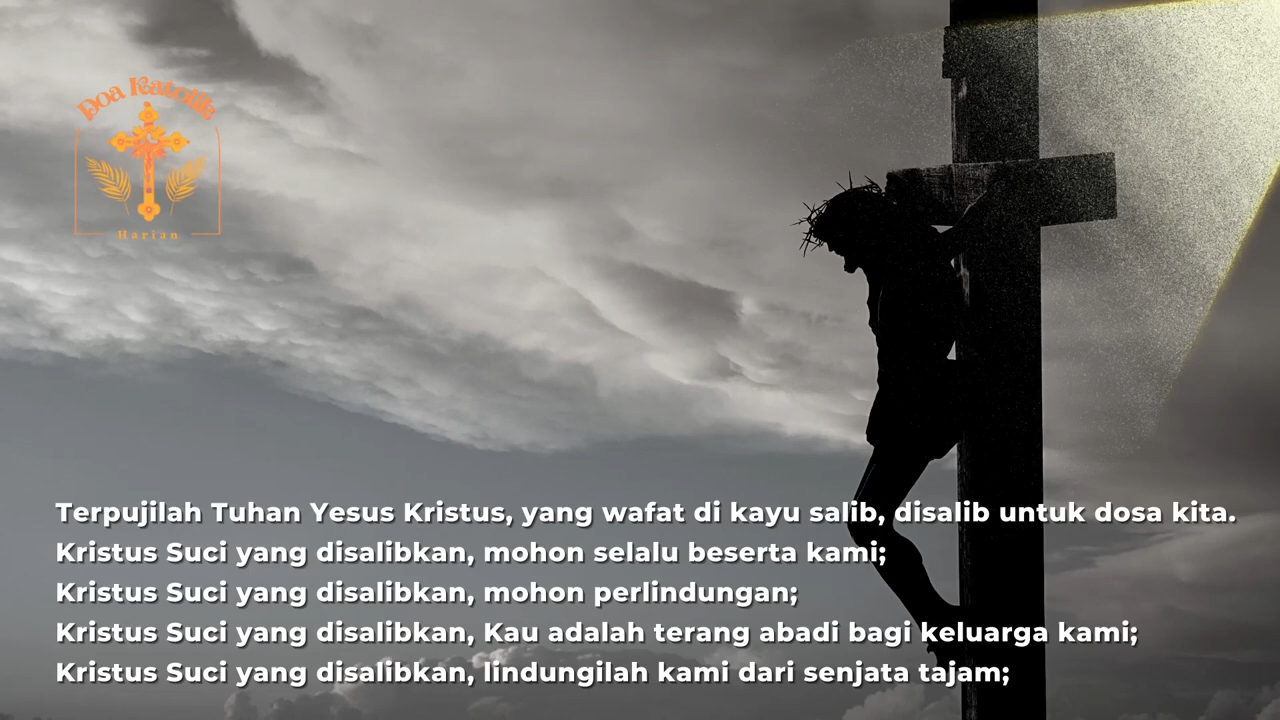 Doa Katolik
Harian
Terpujilah Tuhan Yesus Kristus, yang wafat di kayu salib, disalib untuk dosa kita.
Kristus Suci yang disalibkan, mohon selalu beserta kami;
Kristus Suci yang disalibkan, mohon perlindungan;
Kristus Suci yang disalibkan, Kau adalah terang abadi bagi keluarga kami;
Kristus Suci yang disalibkan, lindungilah kami dari senjata tajam;